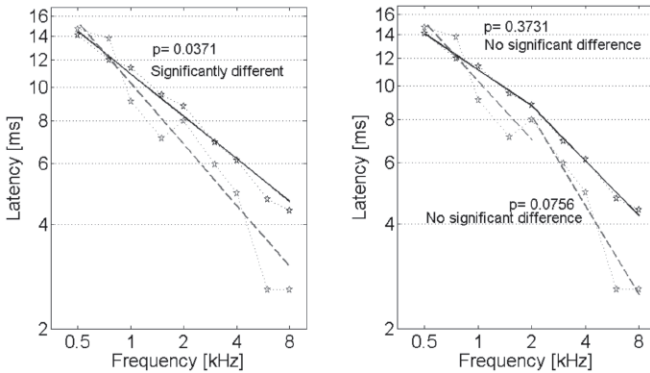 16
14
12
10
8
6
4
2
Latency [ms]
p= 0.0371
Significantly different
0.5
1
2
4
8
Frequency [kHz]
16
14
12
10
8
6
4
2
Latency [ms]
p= 0.3731
No significant difference
p= 0.0756
No significant difference
0.5
1
2
4
8
Frequency [kHz]